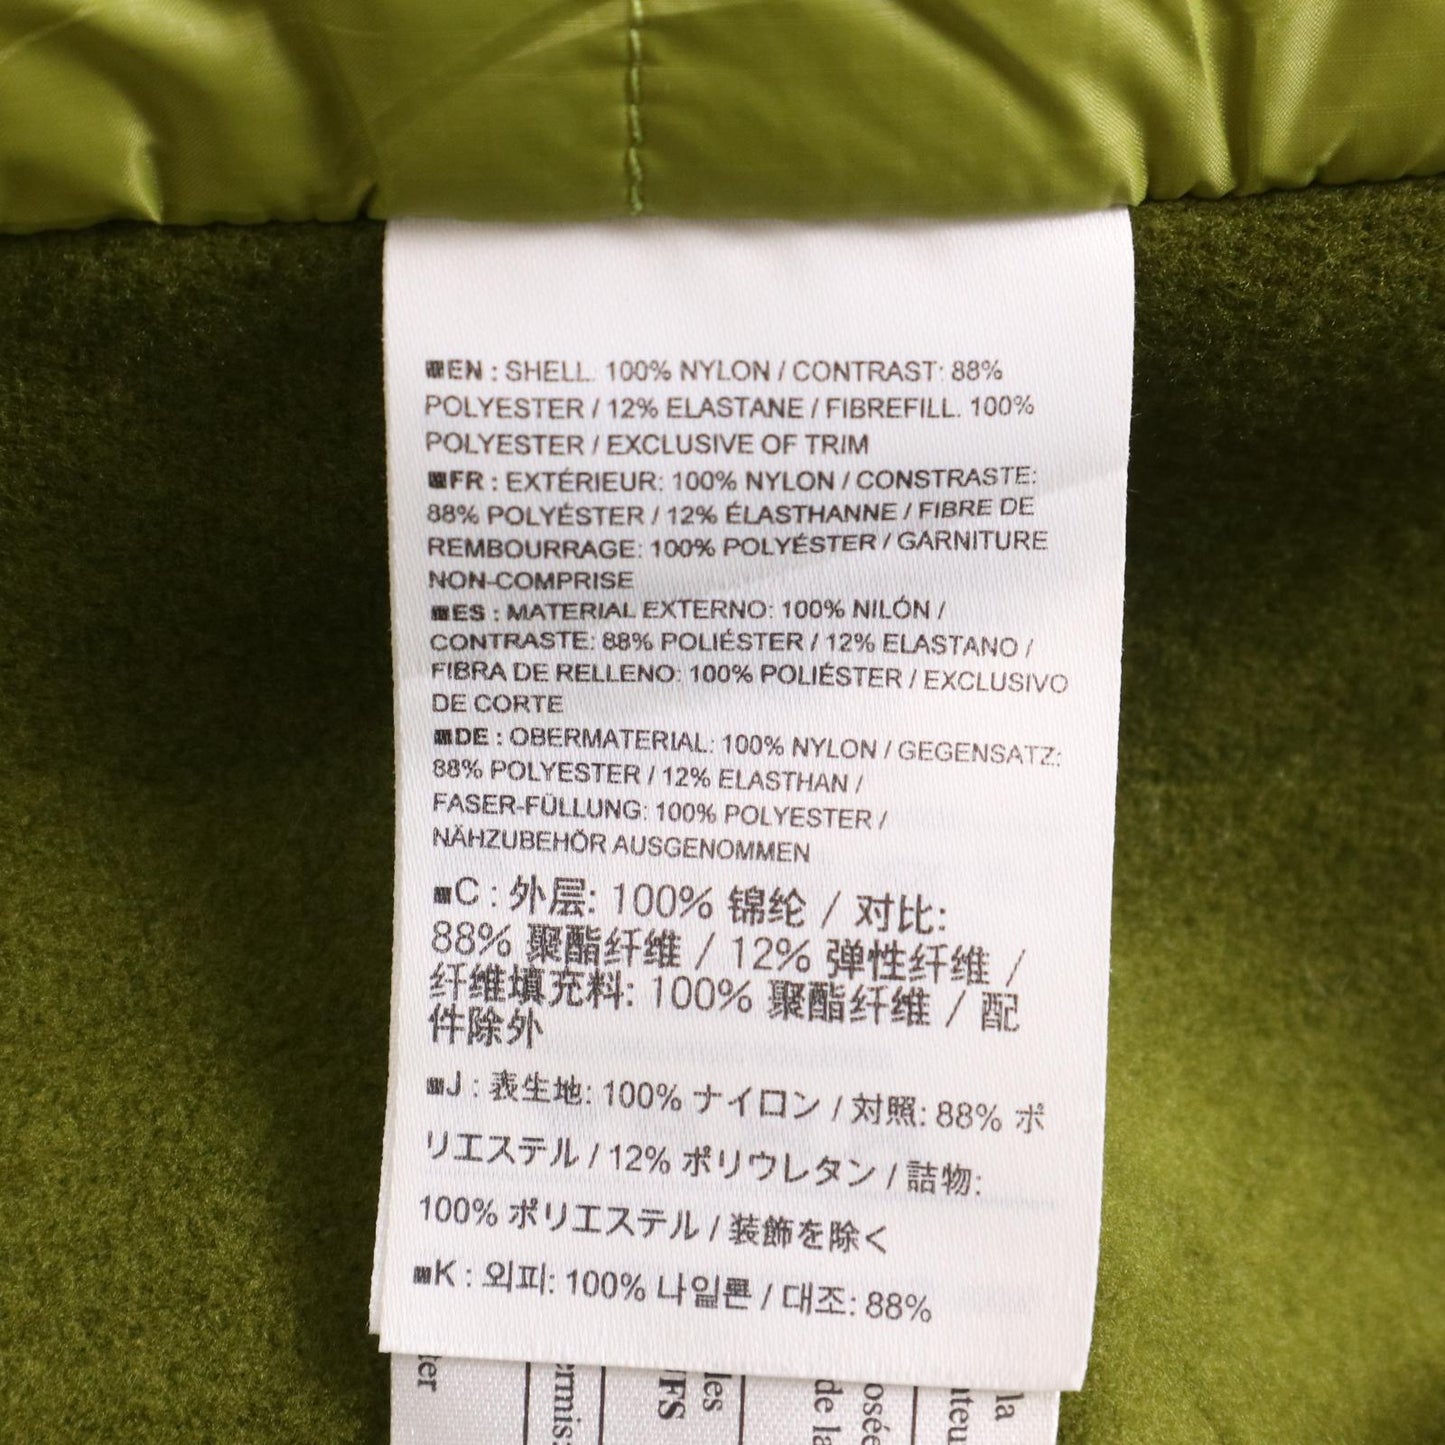 EN : SHELL. 100% NYLON / CONTRAST: 88%
POLYESTER / 12% ELASTANE / FIBREFILL. 100%
POLYESTER / EXCLUSIVE OF TRIM
FR : EXTÉRIEUR: 100% NYLON / CONSTRASTE:
88% POLYÉSTER / 12% ÉLASTHANNE / FIBRE DE
REMBOURRAGE: 100% POLYÉSTER / GARNITURE
NON-COMPRISE
ES : MATERIAL EXTERNO: 100% NILÓN /
CONTRASTE: 88% POLIÉSTER / 12% ELASTANO /
FIBRA DE RELLENO: 100% POLIÉSTER / EXCLUSIVO
DE CORTE
DE : OBERMATERIAL: 100% NYLON / GEGENSATZ:
88% POLYESTER / 12% ELASTHAN /
FASER-FÜLLUNG: 100% POLYESTER /
NÄHZUBEHÖR AUSGENOMMEN
C : 外层: 100% 锦纶 / 对比:
88% 聚酯纤维 / 12% 弹性纤维 /
纤维填充料: 100% 聚酯纤维 / 配
件除外
J : 表生地: 100% ナイロン / 対照: 88% ポ
リエステル / 12% ポリウレタン / 詰物:
100% ポリエステル / 装飾を除く
K : 외피: 100% 나일론 / 대조: 88%
la
de la
les